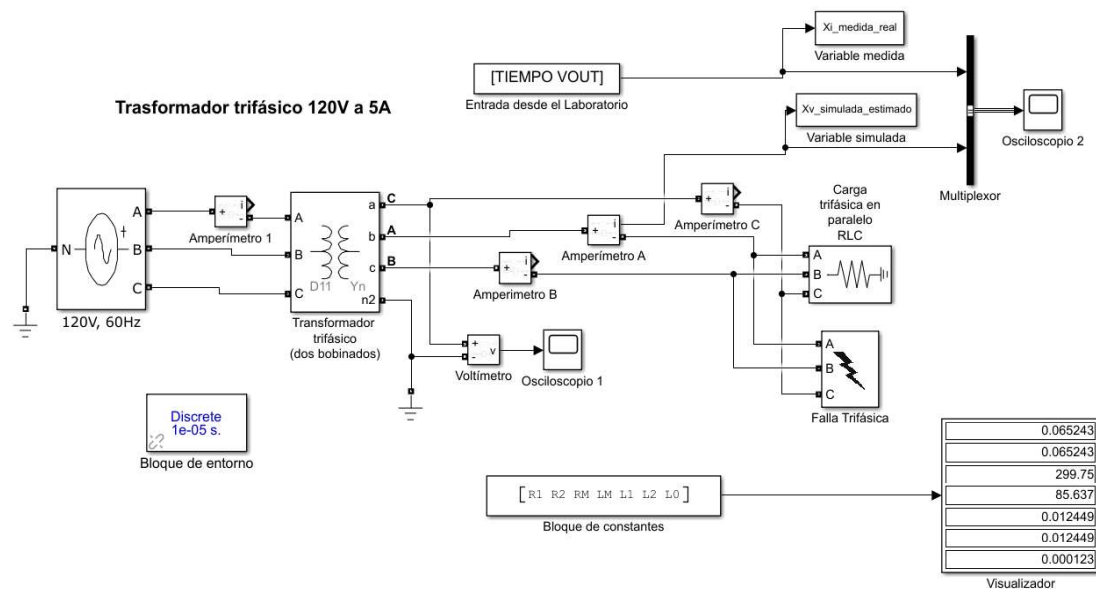 Xi_medida_real
Variable medida
[TIEMPO VOUT]
Entrada desde el Laboratorio
Trasformador trifásico 120V a 5A
Xv_simulada_estimado
Variable simulada
Osciloscopio 2
Multiplexor
N
A
B
C
120V, 60Hz
+
-
i
Amperímetro 1
A
B
C
D11
Yn
a
b
c
n2
C
A
B
Transformador
trifásico
(dos bobinados)
+
-
i
Amperímetro C
+
-
i
Amperímetro A
+
-
i
Amperimetro B
Carga
trifásica en
paralelo
RLC
A
B
C
+
-
v
Voltímetro
Osciloscopio 1
A
B
C
Falla Trifásica
Discrete
1e-05 s.
Bloque de entorno
[ R1 R2 RM LM L1 L2 L0 ]
Bloque de constantes
0.065243
0.065243
299.75
85.637
0.012449
0.012449
0.000123
Visualizador